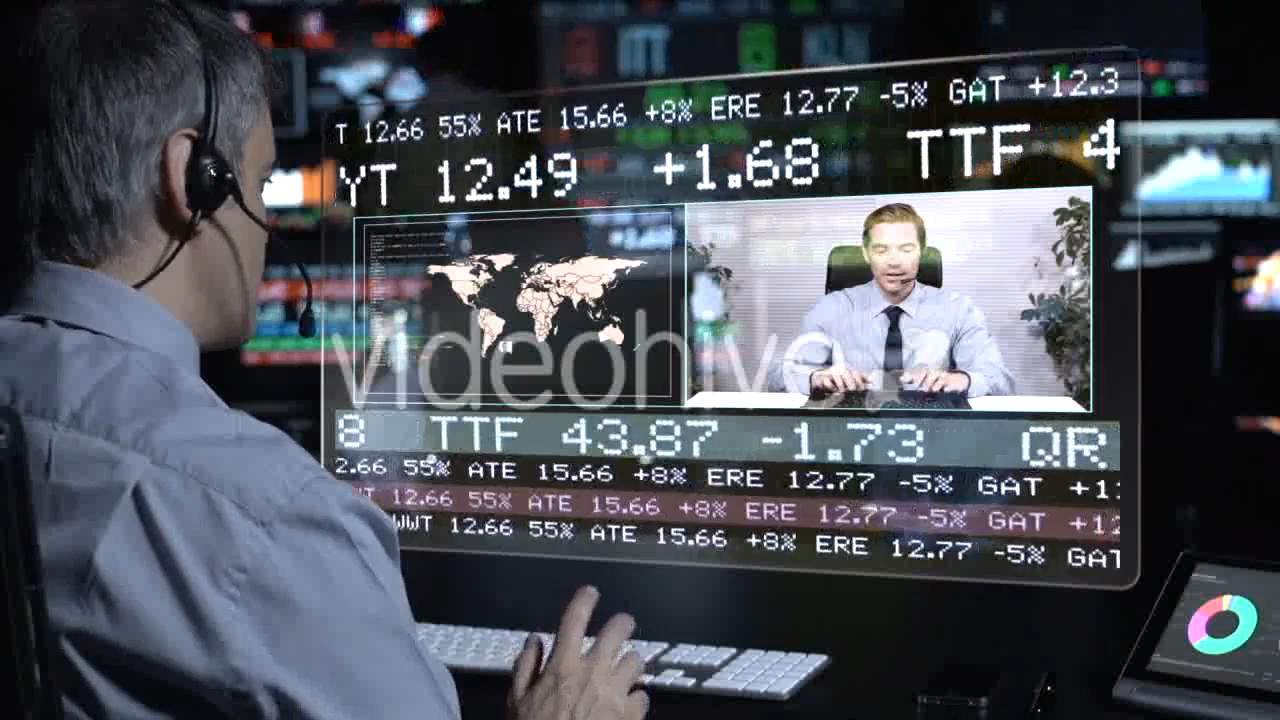 T 12.66 55% ATE 15.66 +8% ERE 12.77 -5% GAT +12.3
YT 12.49 +1.68 TTF 4
videohive
8 TTF 43.87 -1.73 QR
2.66 55% ATE 15.66 +8% ERE 12.77 -5% GAT +1
WT 12.66 55% ATE 15.66 +8% ERE 12.77 -5% GAT +12
WWT 12.66 55% ATE 15.66 +8% ERE 12.77 -5% GAT